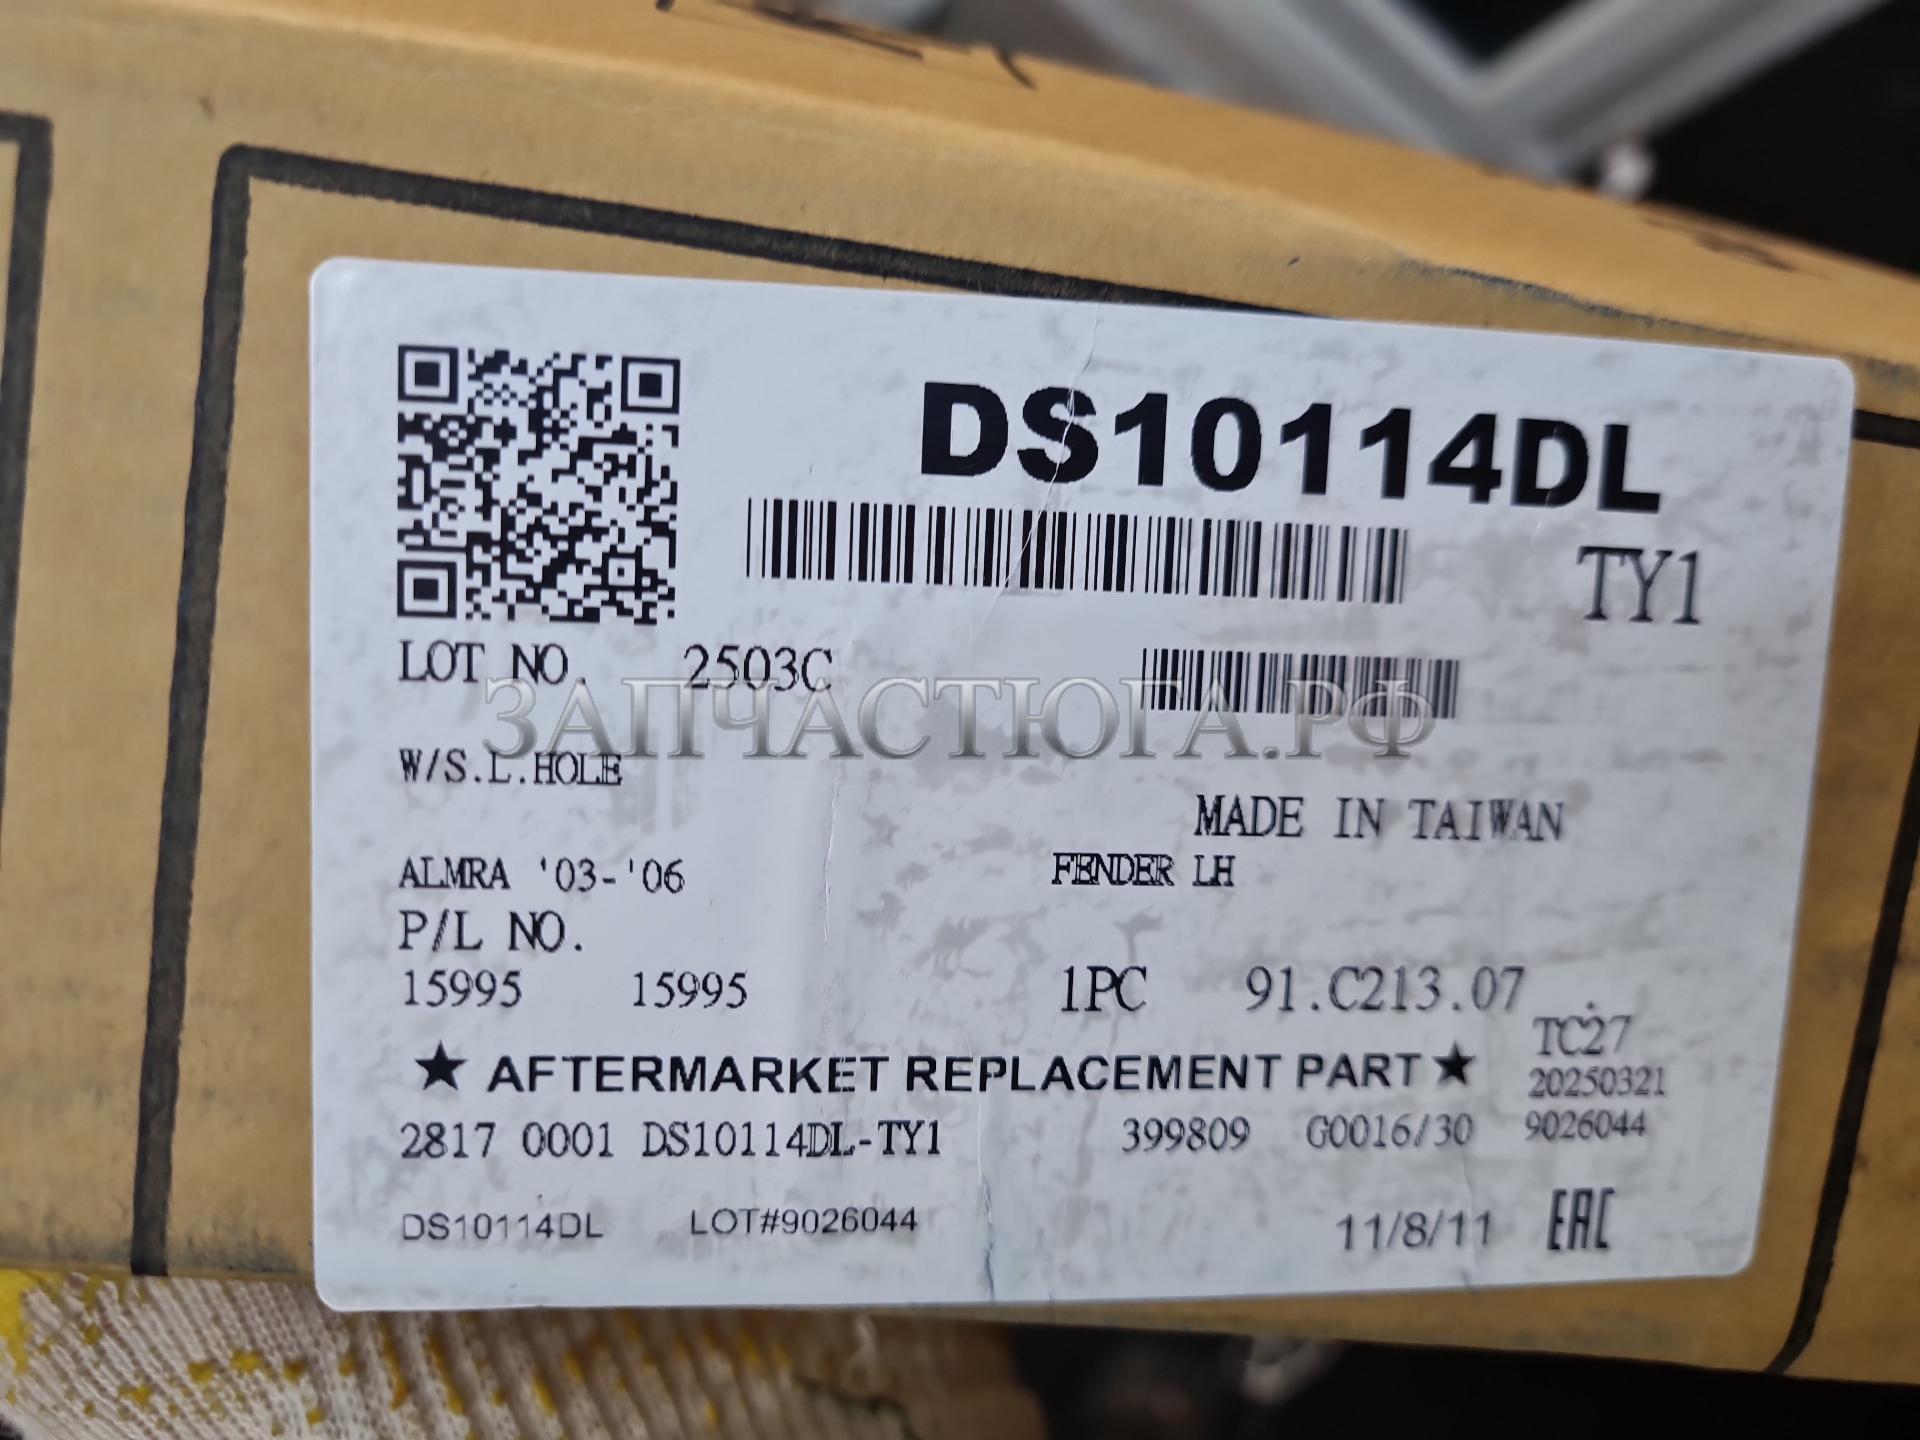 DS10114DL
TY1
LOT NO. 2503C
ЗАПЧАСТЮГА.РФ
W/S.L.HOLE
MADE IN TAIWAN
ALMRA '03-'06 FENDER LH
P/L NO.
15995 15995 1PC 91.C213.07
TC27
★ AFTERMARKET REPLACEMENT PART ★ 20250321
2817 0001 DS10114DL-TY1 399809 G0016/30 9026044
DS10114DL LOT#9026044 11/8/11 EAC